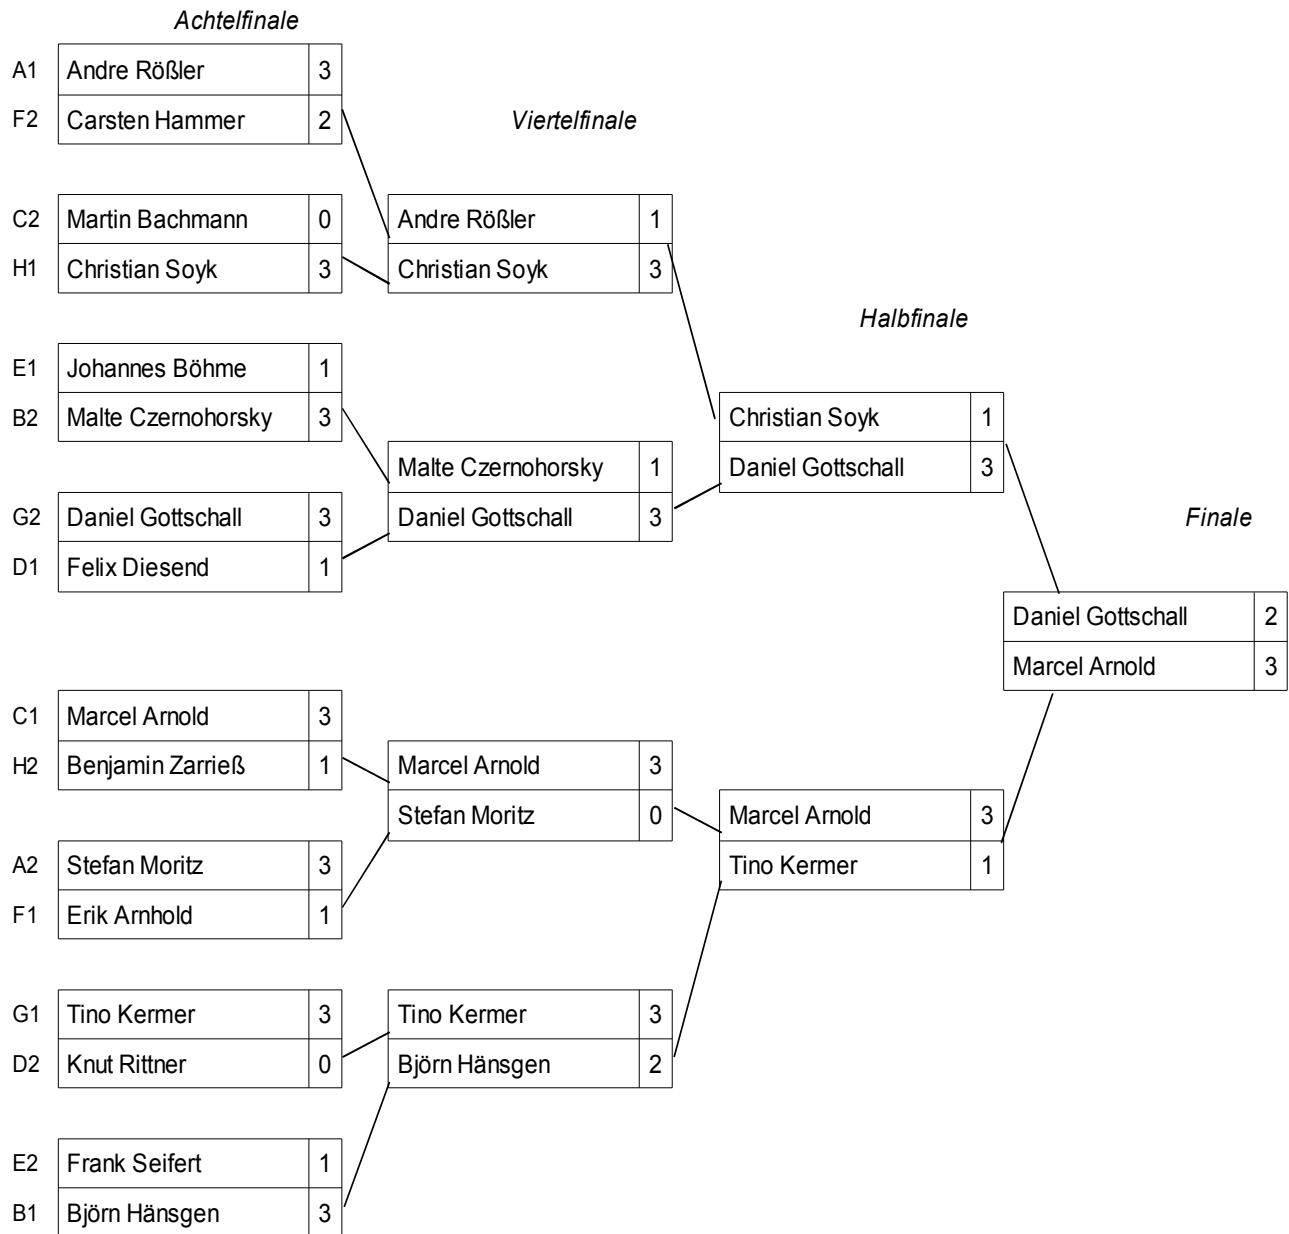 Achtelfinale
A1 Andre Rößler 3
F2 Carsten Hammer 2
Viertelfinale
C2 Martin Bachmann 0
H1 Christian Soyk 3
Andre Rößler 1
Christian Soyk 3
Halbfinale
E1 Johannes Böhme 1
B2 Malte Czernohorsky 3
Christian Soyk 1
Daniel Gottschall 3
Malte Czernohorsky 1
Daniel Gottschall 3
G2 Daniel Gottschall 3
D1 Felix Diesend 1
Finale
Daniel Gottschall 2
Marcel Arnold 3
C1 Marcel Arnold 3
H2 Benjamin Zarrieß 1
Marcel Arnold 3
Stefan Moritz 0
Marcel Arnold 3
Tino Kermer 1
A2 Stefan Moritz 3
F1 Erik Arnhold 1
G1 Tino Kermer 3
D2 Knut Rittner 0
Tino Kermer 3
Björn Hänsgen 2
E2 Frank Seifert 1
B1 Björn Hänsgen 3